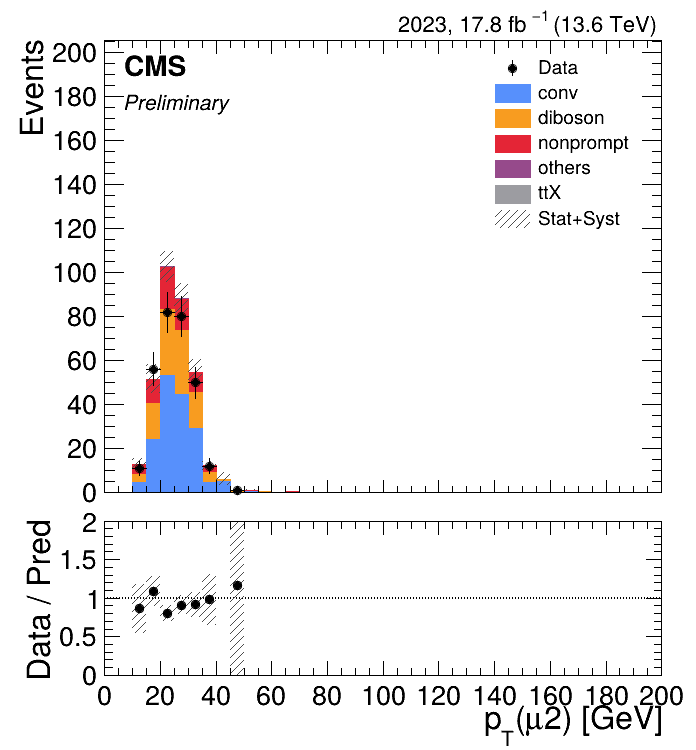 2023, 17.8 fb⁻¹ (13.6 TeV)
CMS
Preliminary
Events
200
180
160
140
120
100
80
60
40
20
0
Data
conv
diboson
nonprompt
others
ttX
Stat+Syst
Data / Pred
2
1.5
1
0.5
0
0 20 40 60 80 100 120 140 160 180 200
p_T(μ2) [GeV]